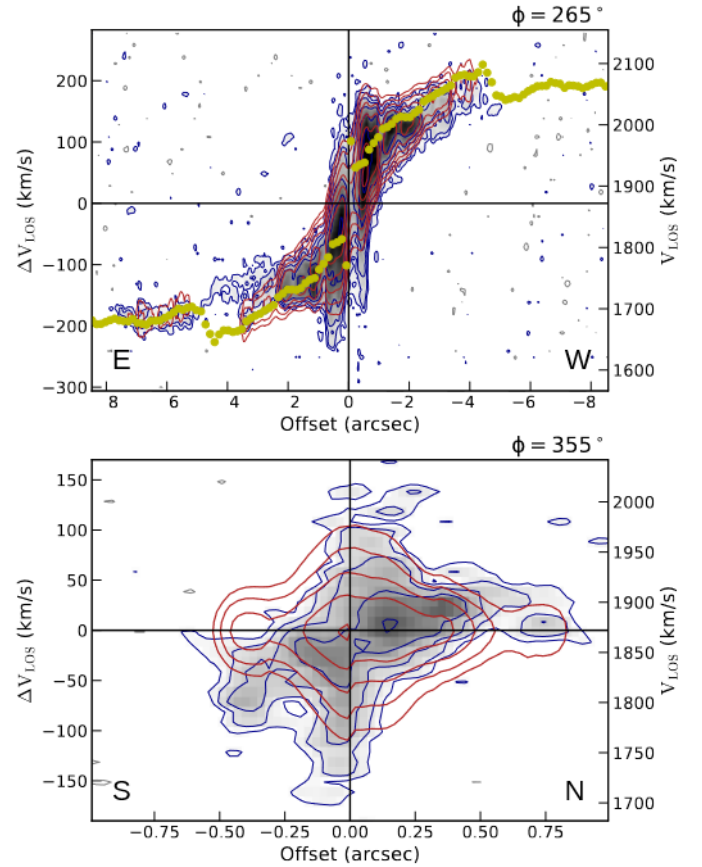 ϕ = 265°
200
100
0
−100
−200
−300
ΔV_LOS (km/s)
2100
2000
1900
1800
1700
1600
V_LOS (km/s)
E
W
8 6 4 2 0 −2 −4 −6 −8
Offset (arcsec)
ϕ = 355°
150
100
50
0
−50
−100
−150
ΔV_LOS (km/s)
2000
1950
1900
1850
1800
1750
1700
V_LOS (km/s)
S
N
−0.75 −0.50 −0.25 0.00 0.25 0.50 0.75
Offset (arcsec)